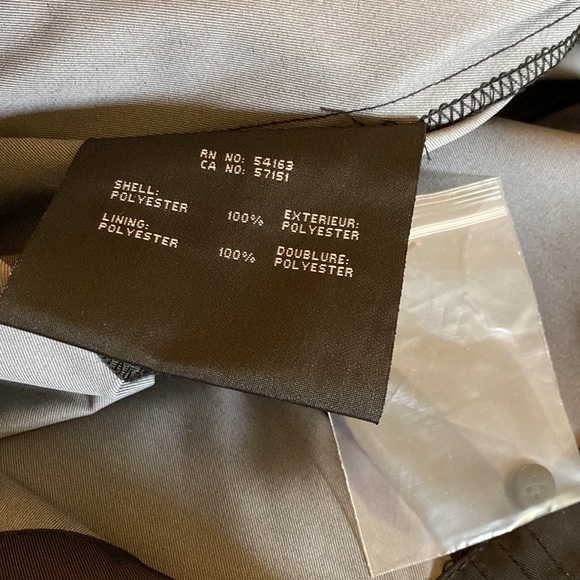 RN NO: 54163
CA NO: 57151
SHELL:
POLYESTER 100% EXTERIEUR:
POLYESTER
LINING:
POLYESTER 100% DOUBLURE:
POLYESTER